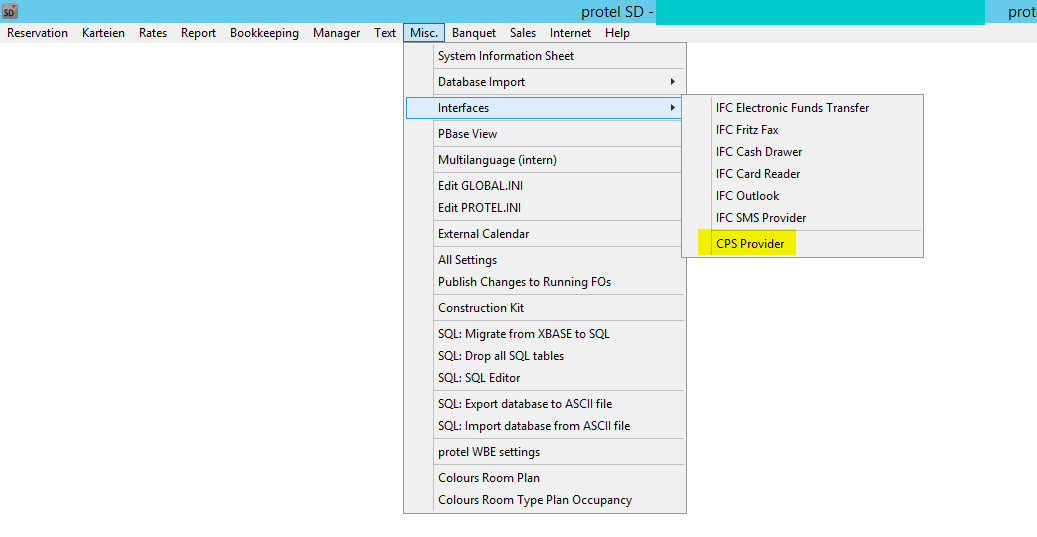 SD
protel SD -
prote
Reservation Karteien Rates Report Bookkeeping Manager Text Misc. Banquet Sales Internet Help
System Information Sheet
Database Import
Interfaces
IFC Electronic Funds Transfer
IFC Fritz Fax
IFC Cash Drawer
IFC Card Reader
IFC Outlook
IFC SMS Provider
CPS Provider
PBase View
Multilanguage (intern)
Edit GLOBAL.INI
Edit PROTEL.INI
External Calendar
All Settings
Publish Changes to Running FOs
Construction Kit
SQL: Migrate from XBASE to SQL
SQL: Drop all SQL tables
SQL: SQL Editor
SQL: Export database to ASCII file
SQL: Import database from ASCII file
protel WBE settings
Colours Room Plan
Colours Room Type Plan Occupancy